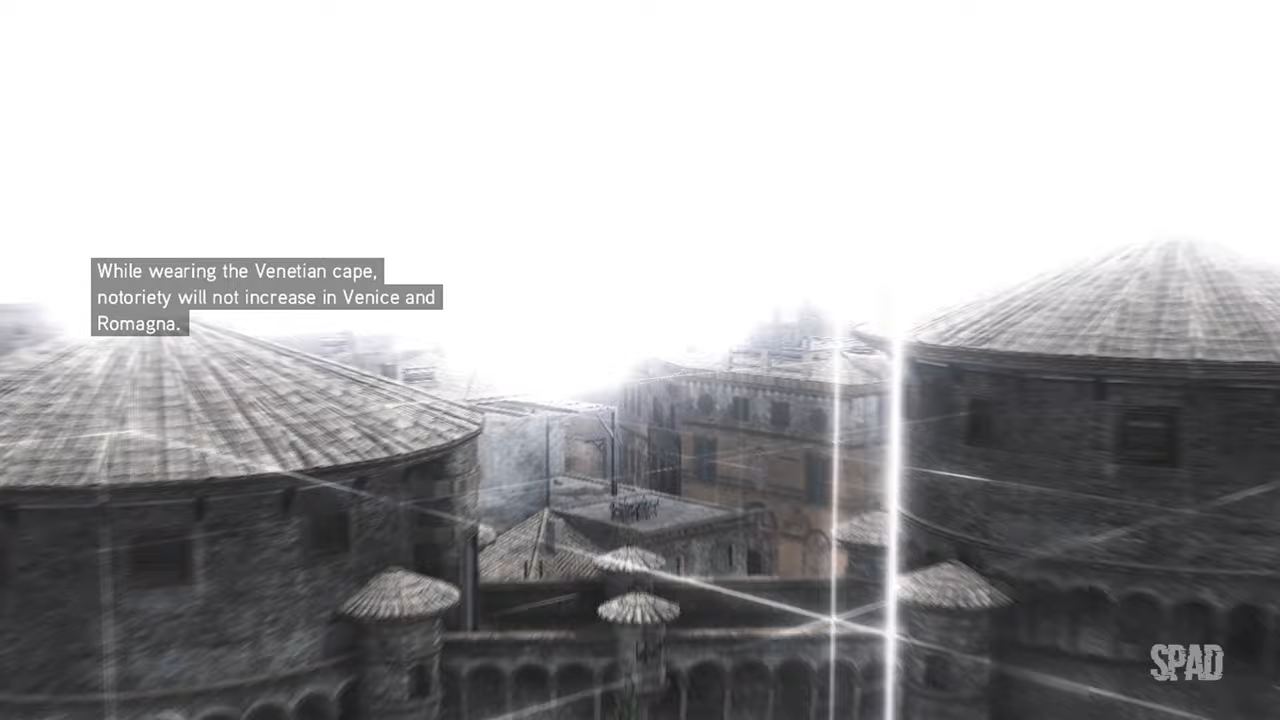 While wearing the Venetian cape,
notoriety will not increase in Venice and
Romagna.
SPAD